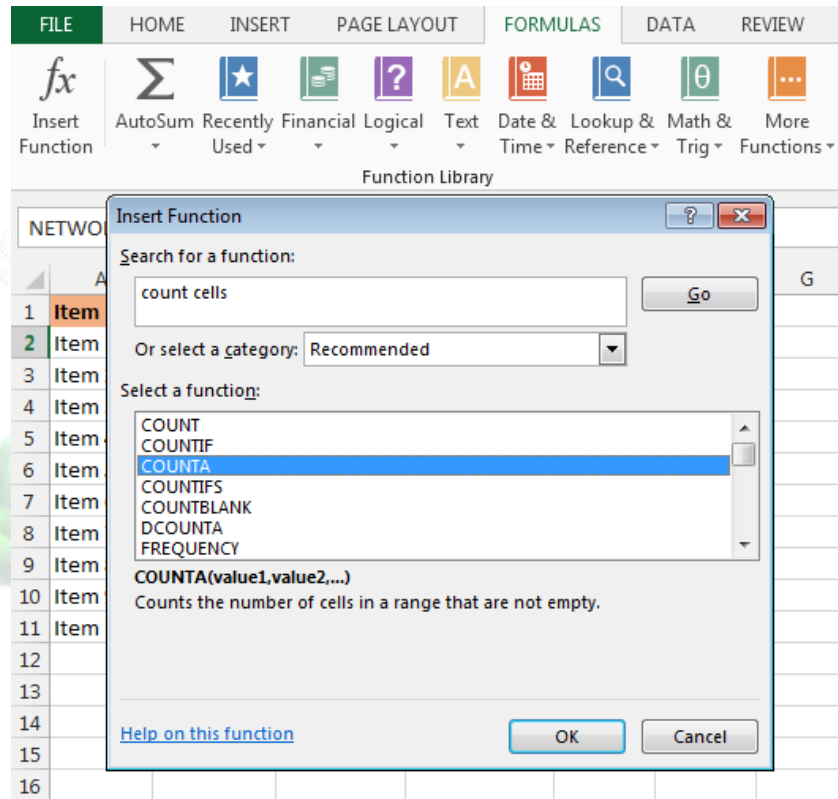 FILE HOME INSERT PAGE LAYOUT FORMULAS DATA REVIEW
fx
Insert Function
AutoSum
Recently Used
Financial
Logical
Text
Date & Time
Lookup & Reference
Math & Trig
More Functions
Function Library
NETWO
Insert Function
Search for a function:
count cells
Go
Or select a category: Recommended
Select a function:
COUNT
COUNTIF
COUNTA
COUNTIFS
COUNTBLANK
DCOUNTA
FREQUENCY
COUNTA(value1,value2,...)
Counts the number of cells in a range that are not empty.
Help on this function
OK
Cancel
A G
1 Item
2 Item
3 Item
4 Item
5 Item
6 Item
7 Item
8 Item
9 Item
10 Item
11 Item
12
13
14
15
16